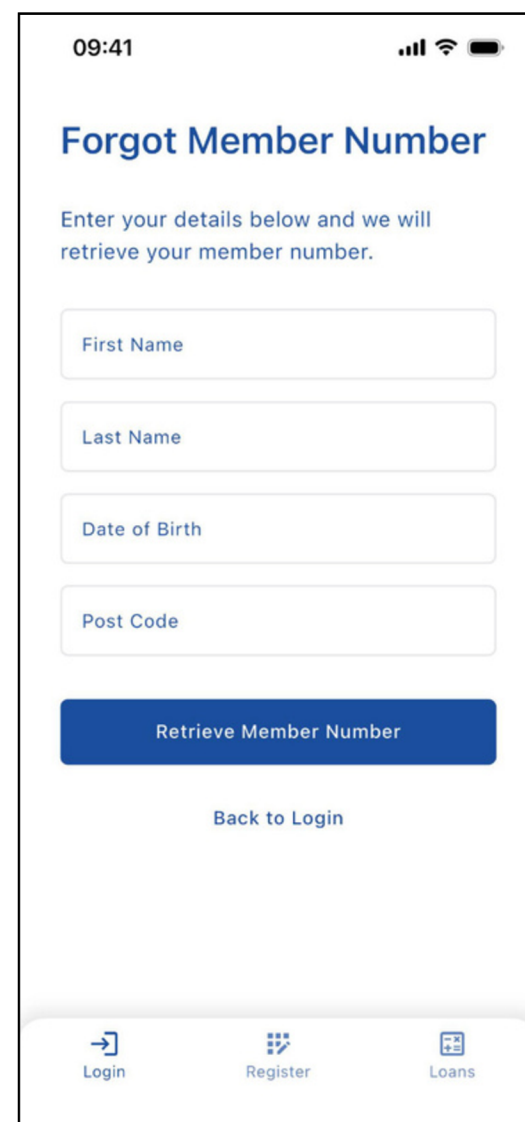 09:41
Forgot Member Number
Enter your details below and we will
retrieve your member number.
First Name
Last Name
Date of Birth
Post Code
Retrieve Member Number
Back to Login
Login
Register
Loans